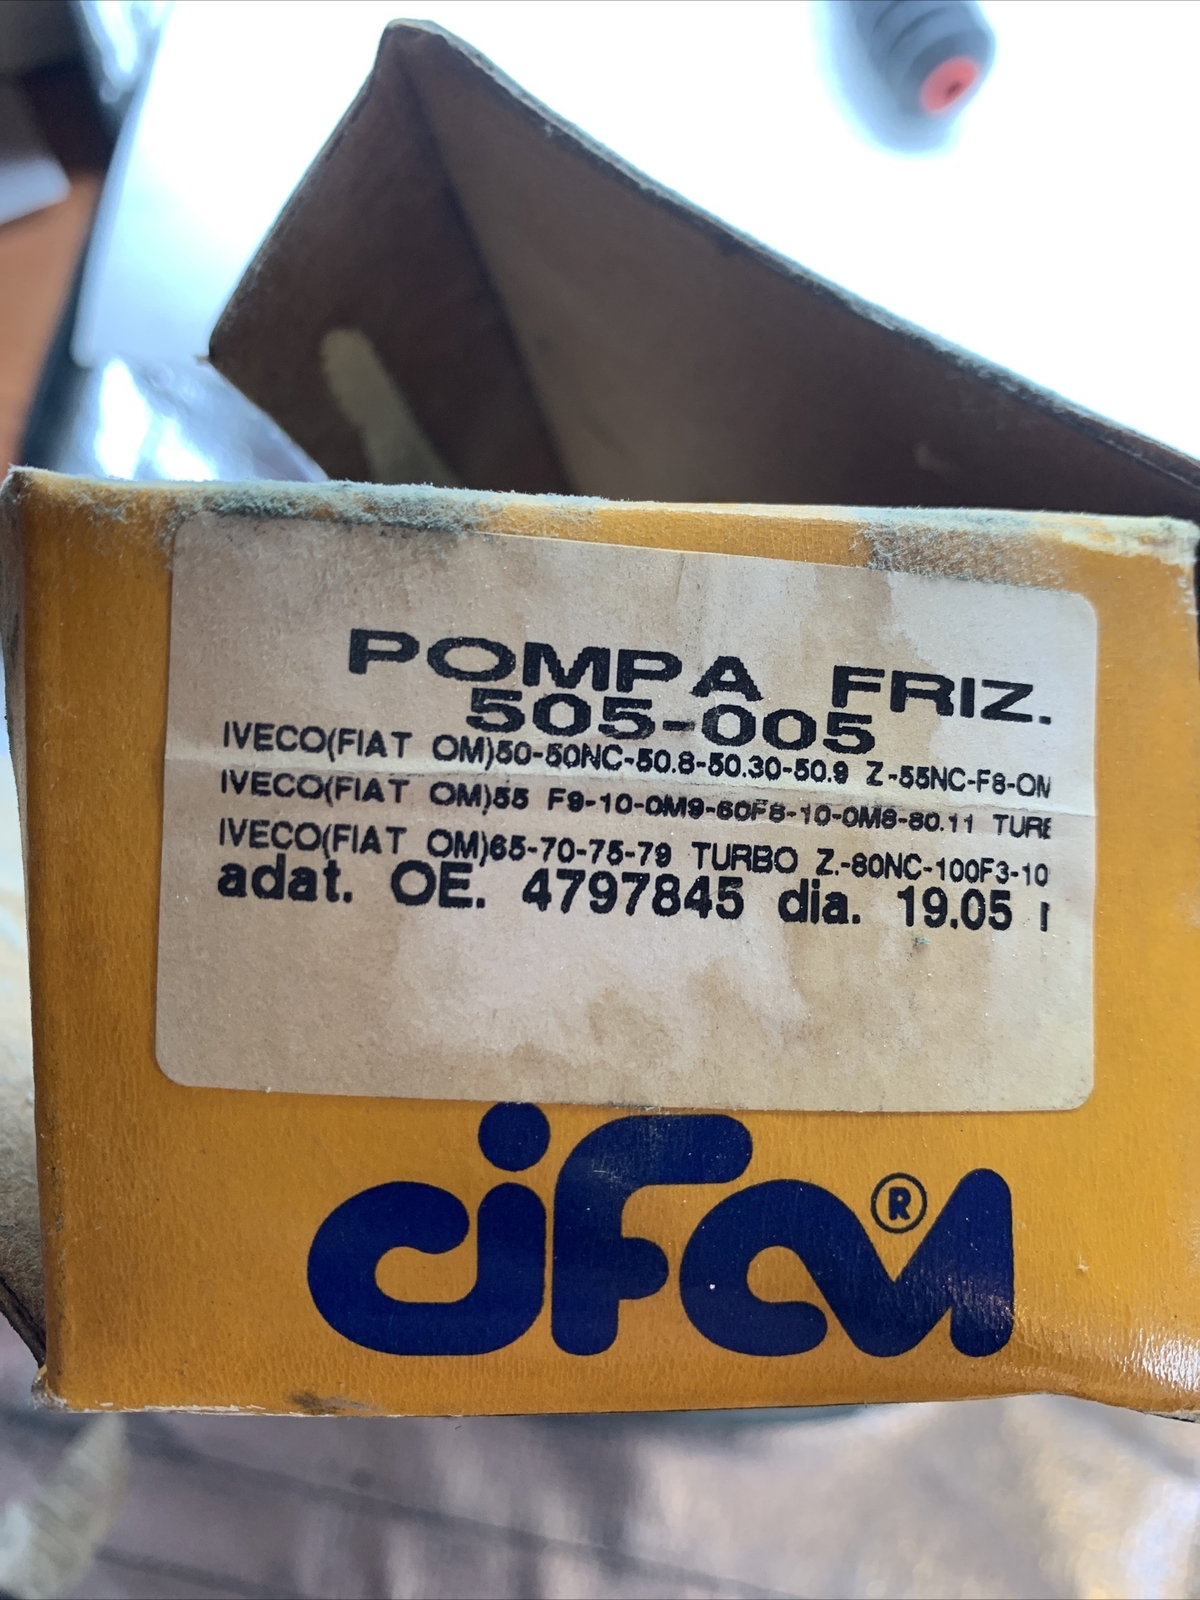 POMPA FRIZ.
505-005
IVECO(FIAT OM)50-50NC-50.8-50.30-50.9 Z-55NC-F8-OM
IVECO(FIAT OM)55 F9-10-OM9-60F8-10-OM8-80.11 TURB
IVECO(FIAT OM)65-70-75-79 TURBO Z.-80NC-100F3-10
adat. OE. 4797845 dia. 19.05
cifam ®